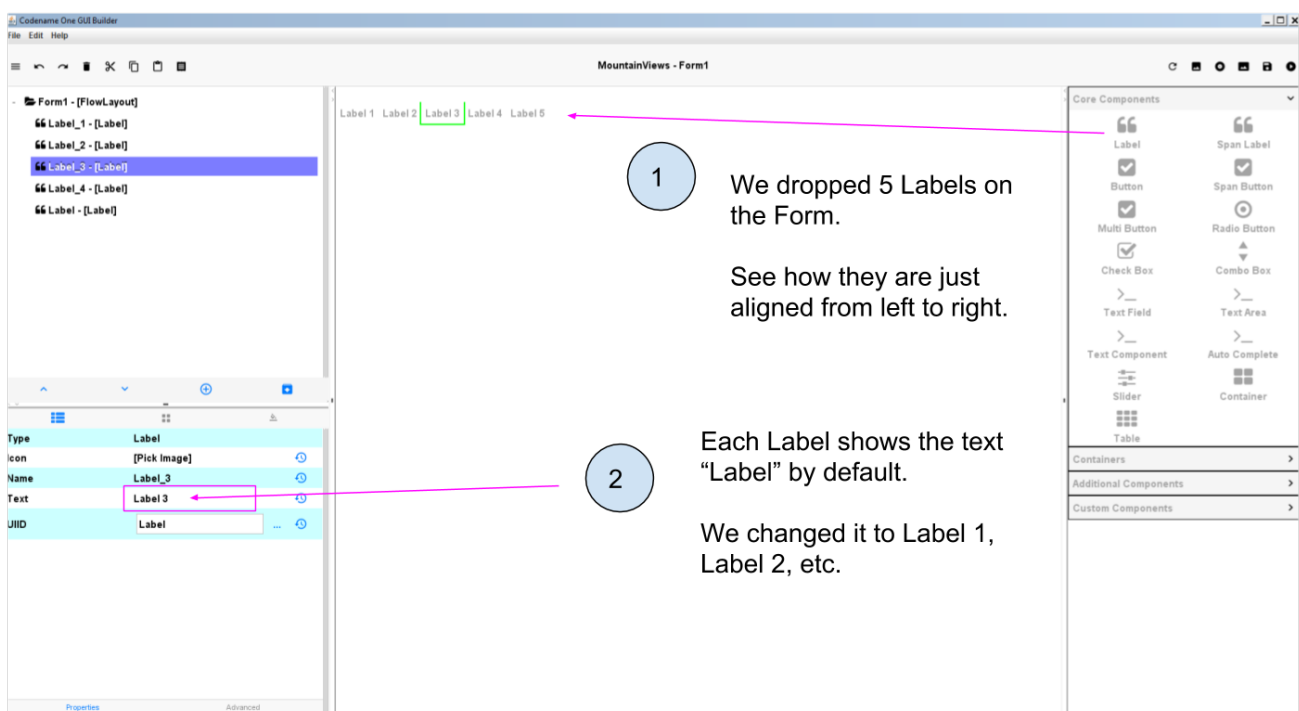 Codename One GUI Builder
File Edit Help
MountainViews - Form1
Form1 - [FlowLayout]
Label_1 - [Label]
Label_2 - [Label]
Label_3 - [Label]
Label_4 - [Label]
Label - [Label]
Label 1 Label 2 Label 3 Label 4 Label 5
1
We dropped 5 Labels on
the Form.
See how they are just
aligned from left to right.
2
Each Label shows the text
“Label” by default.
We changed it to Label 1,
Label 2, etc.
Core Components
Label Span Label
Button Span Button
Multi Button Radio Button
Check Box Combo Box
Text Field Text Area
Text Component Auto Complete
Slider Container
Table
Containers
Additional Components
Custom Components
Type Label
Icon [Pick Image]
Name Label_3
Text Label 3
UIID Label ...
Properties Advanced